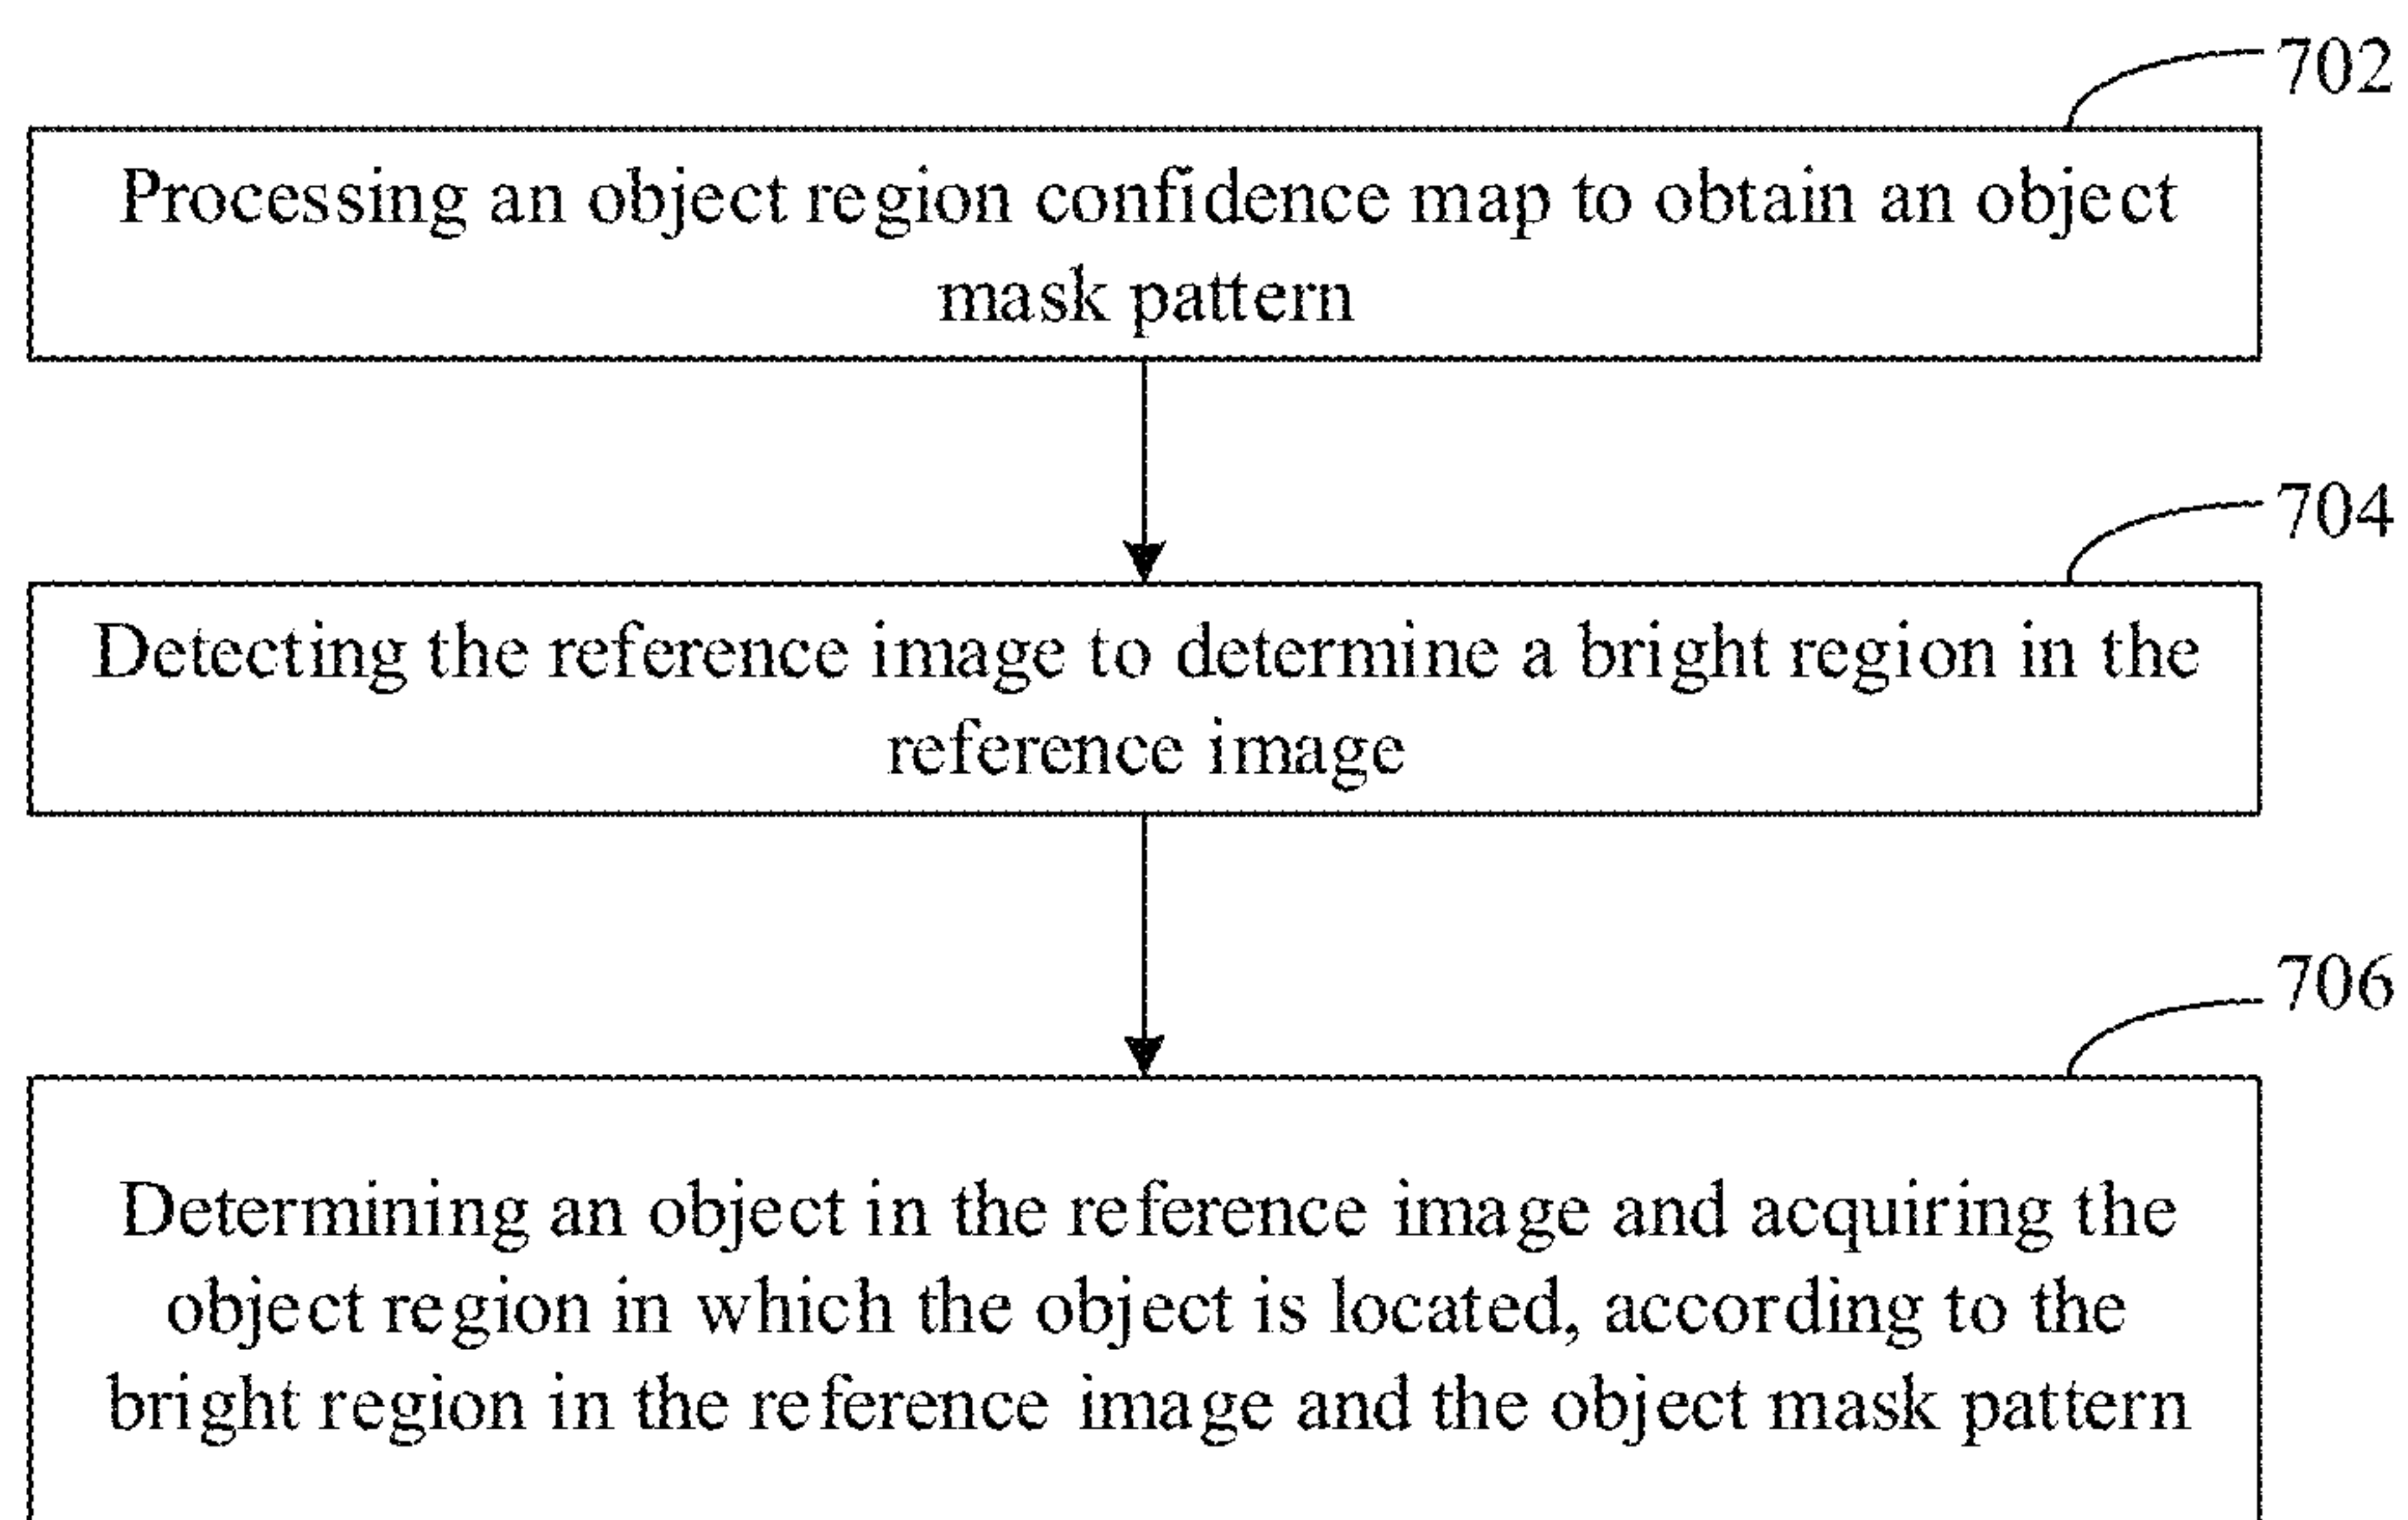 702
Processing an object region confidence map to obtain an object
mask pattern
704
Detecting the reference image to determine a bright region in the
reference image
706
Determining an object in the reference image and acquiring the
object region in which the object is located, according to the
bright region in the reference image and the object mask pattern